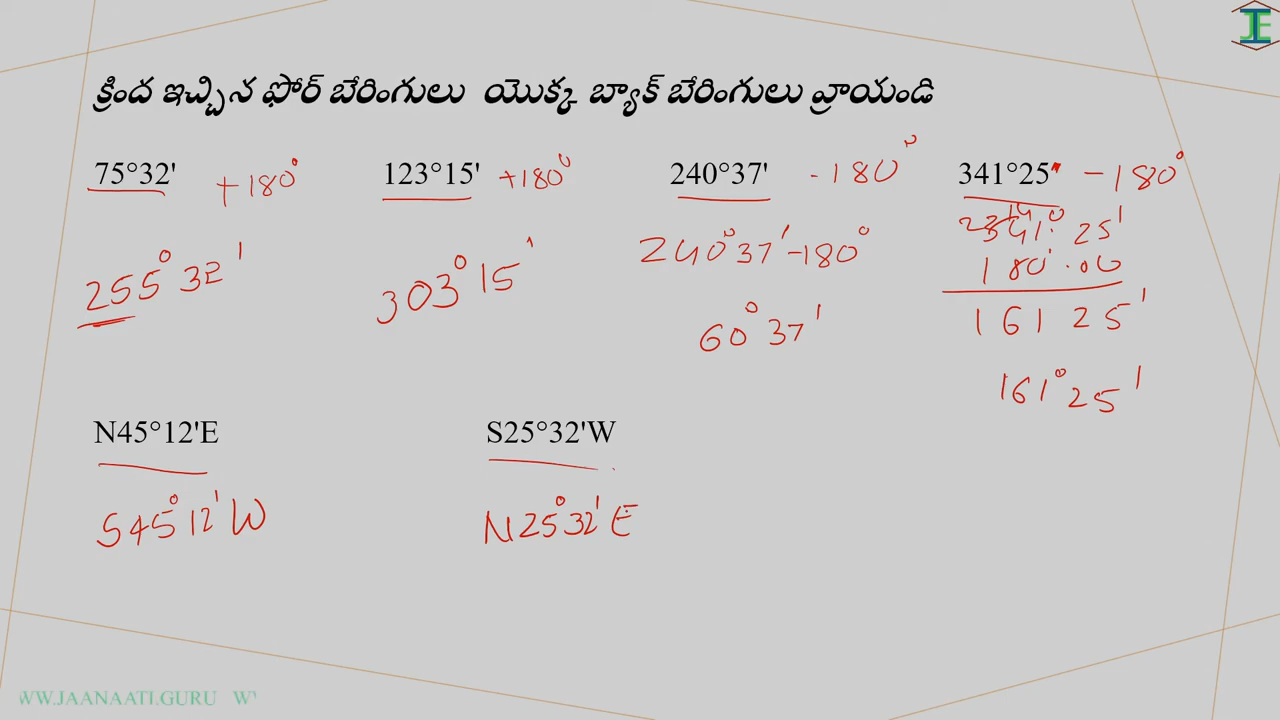 క్రింద ఇచ్చిన ఫోర్ బేరింగులు యొక్క బ్యాక్ బేరింగులు వ్రాయండి
75°32' +180° 123°15' +180° 240°37' -180° 341°25' -180°
255°32' 303°15' 240°37'-180° 341° 25'
180 . 00
60°37' 161 25'
161°25'
N45°12'E S25°32'W
S45°12'W N25°32'E
WW.JAANAATI.GURU W
JE